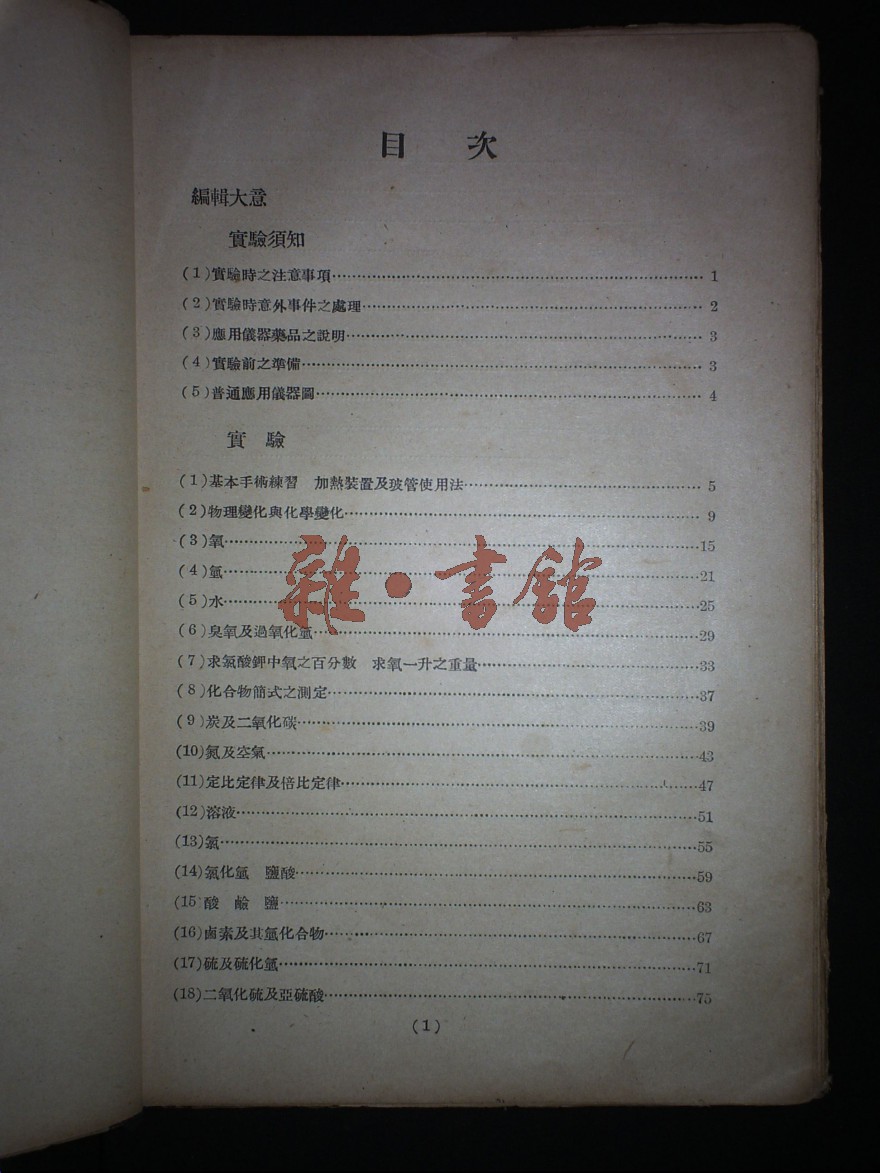 目 次
編輯大意
實驗須知
(1)實驗時之注意事項 1
(2)實驗時意外事件之處理 2
(3)應用儀器藥品之說明 3
(4)實驗前之準備 3
(5)普通應用儀器圖 4
實 驗
(1)基本手術練習 加熱裝置及玻管使用法 5
(2)物理變化與化學變化 9
(3)氧 15
(4)氫 21
雜·書館
(5)水 25
(6)臭氧及過氧化氫 29
(7)求氯酸鉀中氧之百分數 求氧一升之重量 33
(8)化合物簡式之測定 37
(9)炭及二氧化碳 39
(10)氮及空氣 43
(11)定比定律及倍比定律 47
(12)溶液 51
(13)氯 55
(14)氯化氫 鹽酸 59
(15)酸 鹼 鹽 63
(16)鹵素及其氫化合物 67
(17)硫及硫化氫 71
(18)二氧化硫及亞硫酸 75
(1)